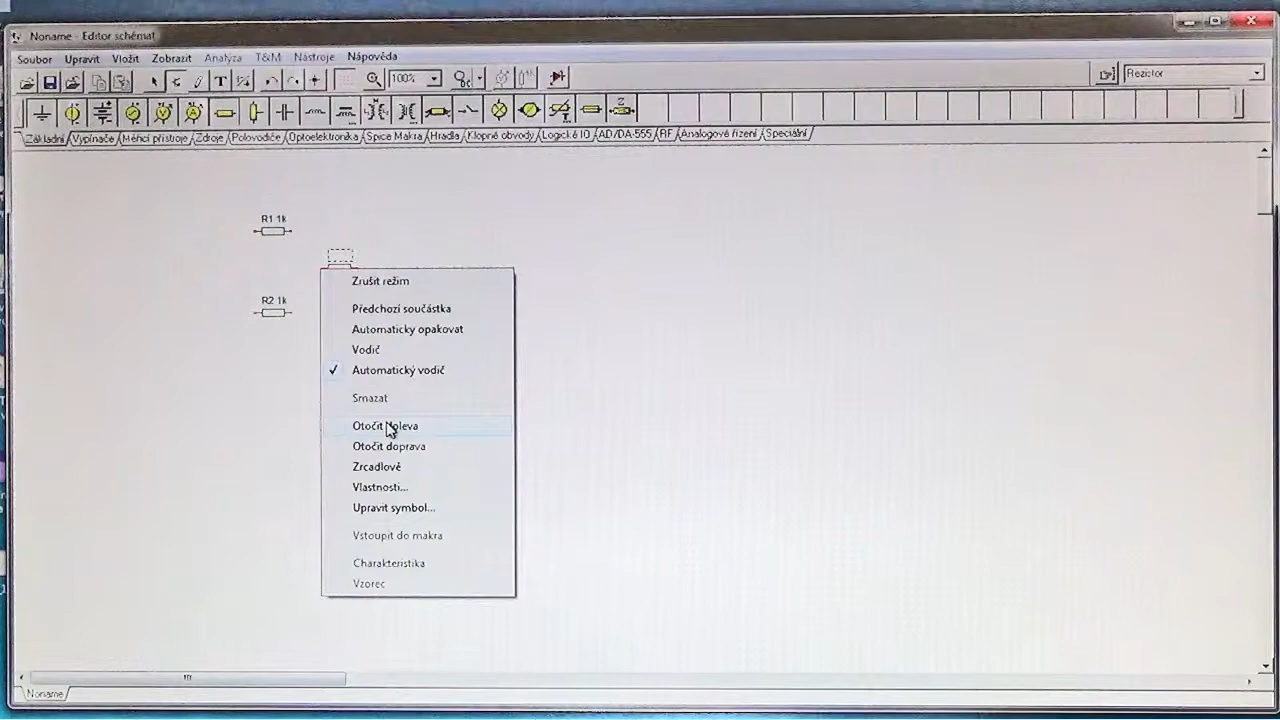 Noname - Editor schémat
Soubor Upravit Vložit Zobrazit Analýza T&M Nástroje Nápověda
T 100% Rezistor
Základní Vypínače Měřicí přístroje Zdroje Polovodiče Optoelektronika Spice Makra Hradla Klopné obvody Logické IO AD/DA-555 RF Analogové řízení Speciální
R1 1k
R2 1k
Zrušit režim
Předchozí součástka
Automaticky opakovat
Vodič
Automatický vodič
Smazat
Otočit doleva
Otočit doprava
Zrcadlově
Vlastnosti...
Upravit symbol...
Vstoupit do makra
Charakteristika
Vzorec
Noname